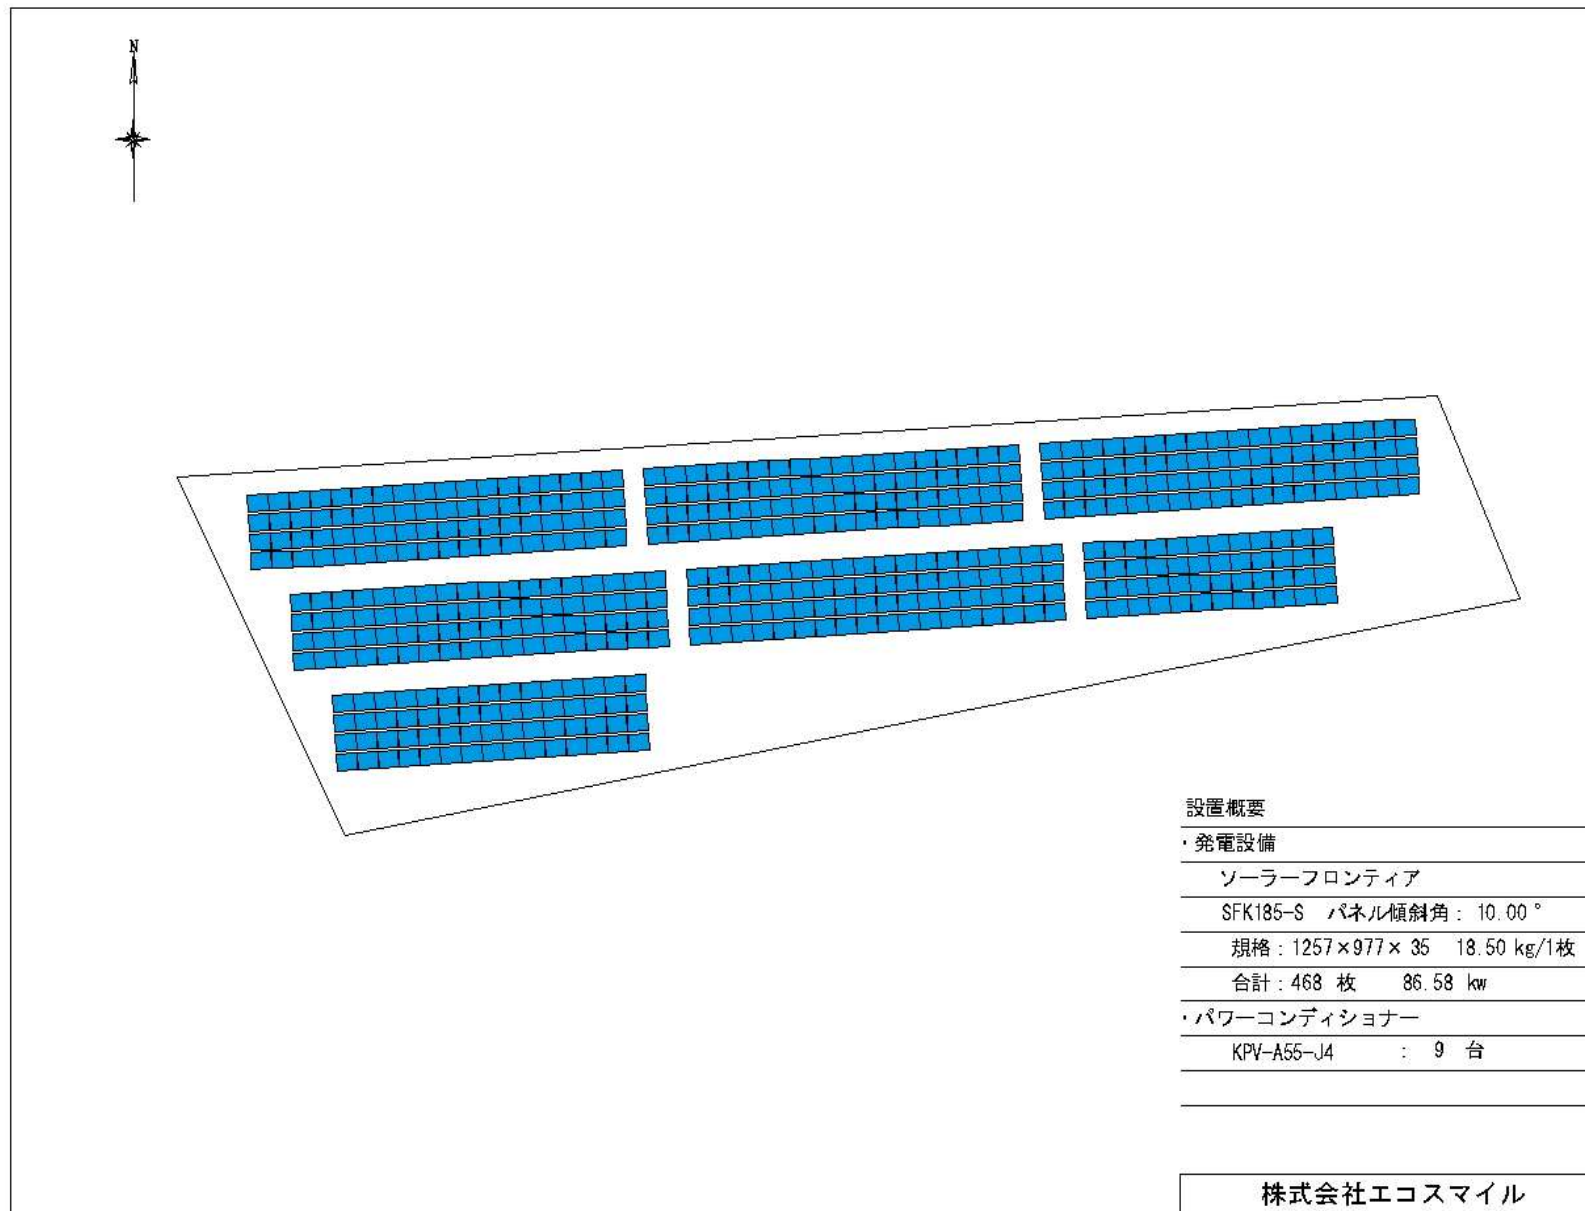 N
設置概要
・発電設備
ソーラーフロンティア
SFK185-S パネル傾斜角： 10.00°
規格：1257×977× 35 18.50 kg/1枚
合計：468 枚 86.58 kw
・パワーコンディショナー
KPV-A55-J4 ： 9 台
株式会社エコスマイル